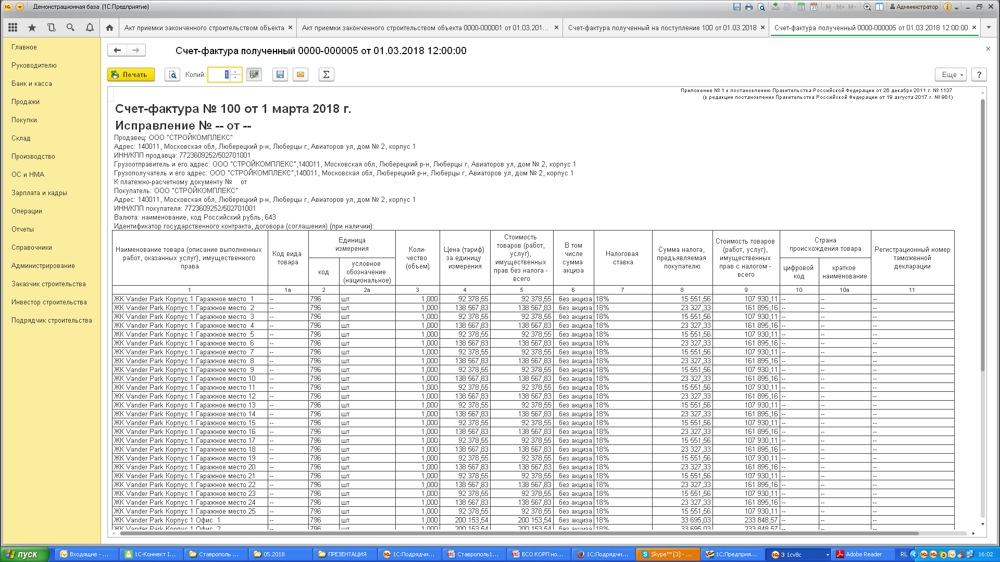 Демонстрационная база (1С:Предприятие)
M M+ M- Администратор
Акт приемки законченного строительством объекта
Акт приемки законченного строительством объекта 0000-000001 от 01.03.201...
Счет-фактура полученный на поступление 100 от 01.03.2018
Счет-фактура полученный 0000-000005 от 01.03.2018 12:00:00
Главное
Руководителю
Банк и касса
Продажи
Покупки
Склад
Производство
ОС и НМА
Зарплата и кадры
Операции
Отчеты
Справочники
Администрирование
Заказчик строительства
Инвестор строительства
Подрядчик строительства
Счет-фактура полученный 0000-000005 от 01.03.2018 12:00:00
Печать Копий: 1 Σ Еще ?
Приложение № 1 к постановлению Правительства Российской Федерации от 26 декабря 2011 г. № 1137
(в редакции постановления Правительства Российской Федерации от 19 августа 2017 г. № 981)
Счет-фактура № 100 от 1 марта 2018 г.
Исправление № -- от --
Продавец: ООО "СТРОЙКОМПЛЕКС"
Адрес: 140011, Московская обл, Люберецкий р-н, Люберцы г, Авиаторов ул, дом № 2, корпус 1
ИНН/КПП продавца: 7723609252/502701001
Грузоотправитель и его адрес: ООО "СТРОЙКОМПЛЕКС",140011, Московская обл, Люберецкий р-н, Люберцы г, Авиаторов ул, дом № 2, корпус 1
Грузополучатель и его адрес: ООО "СТРОЙКОМПЛЕКС",140011, Московская обл, Люберецкий р-н, Люберцы г, Авиаторов ул, дом № 2, корпус 1
К платежно-расчетному документу № от
Покупатель: ООО "СТРОЙКОМПЛЕКС"
Адрес: 140011, Московская обл, Люберецкий р-н, Люберцы г, Авиаторов ул, дом № 2, корпус 1
ИНН/КПП покупателя: 7723609252/502701001
Валюта: наименование, код Российский рубль, 643
Идентификатор государственного контракта, договора (соглашения) (при наличии):
Наименование товара (описание выполненных работ, оказанных услуг), имущественного права
Код вида товара
Единица измерения
код
условное обозначение (национальное)
Коли-чество (объем)
Цена (тариф) за единицу измерения
Стоимость товаров (работ, услуг), имущественных прав без налога - всего
В том числе сумма акциза
Налоговая ставка
Сумма налога, предъявляемая покупателю
Стоимость товаров (работ, услуг), имущественных прав с налогом - всего
Страна происхождения товара
цифровой код
краткое наименование
Регистрационный номер таможенной декларации
1 1а 2 2а 3 4 5 6 7 8 9 10 10а 11
ЖК Vander Park Корпус 1 Гаражное место 1 -- 796 шт 1,000 92 378,55 92 378,55 без акциза 18% 15 551,56 107 930,11 -- -- --
ЖК Vander Park Корпус 1 Гаражное место 2 -- 796 шт 1,000 138 567,83 138 567,83 без акциза 18% 23 327,33 161 895,16 -- -- --
ЖК Vander Park Корпус 1 Гаражное место 3 -- 796 шт 1,000 92 378,55 92 378,55 без акциза 18% 15 551,56 107 930,11 -- -- --
ЖК Vander Park Корпус 1 Гаражное место 4 -- 796 шт 1,000 138 567,83 138 567,83 без акциза 18% 23 327,33 161 895,16 -- -- --
ЖК Vander Park Корпус 1 Гаражное место 5 -- 796 шт 1,000 92 378,55 92 378,55 без акциза 18% 15 551,56 107 930,11 -- -- --
ЖК Vander Park Корпус 1 Гаражное место 6 -- 796 шт 1,000 138 567,83 138 567,83 без акциза 18% 23 327,33 161 895,16 -- -- --
ЖК Vander Park Корпус 1 Гаражное место 7 -- 796 шт 1,000 92 378,55 92 378,55 без акциза 18% 15 551,56 107 930,11 -- -- --
ЖК Vander Park Корпус 1 Гаражное место 8 -- 796 шт 1,000 138 567,83 138 567,83 без акциза 18% 23 327,33 161 895,16 -- -- --
ЖК Vander Park Корпус 1 Гаражное место 9 -- 796 шт 1,000 92 378,55 92 378,55 без акциза 18% 15 551,56 107 930,11 -- -- --
ЖК Vander Park Корпус 1 Гаражное место 10 -- 796 шт 1,000 138 567,83 138 567,83 без акциза 18% 23 327,33 161 895,16 -- -- --
ЖК Vander Park Корпус 1 Гаражное место 11 -- 796 шт 1,000 92 378,55 92 378,55 без акциза 18% 15 551,56 107 930,11 -- -- --
ЖК Vander Park Корпус 1 Гаражное место 12 -- 796 шт 1,000 138 567,83 138 567,83 без акциза 18% 23 327,33 161 895,16 -- -- --
ЖК Vander Park Корпус 1 Гаражное место 13 -- 796 шт 1,000 92 378,55 92 378,55 без акциза 18% 15 551,56 107 930,11 -- -- --
ЖК Vander Park Корпус 1 Гаражное место 14 -- 796 шт 1,000 138 567,83 138 567,83 без акциза 18% 23 327,33 161 895,16 -- -- --
ЖК Vander Park Корпус 1 Гаражное место 15 -- 796 шт 1,000 92 378,55 92 378,55 без акциза 18% 15 551,56 107 930,11 -- -- --
ЖК Vander Park Корпус 1 Гаражное место 16 -- 796 шт 1,000 138 567,83 138 567,83 без акциза 18% 23 327,33 161 895,16 -- -- --
ЖК Vander Park Корпус 1 Гаражное место 17 -- 796 шт 1,000 92 378,55 92 378,55 без акциза 18% 15 551,56 107 930,11 -- -- --
ЖК Vander Park Корпус 1 Гаражное место 18 -- 796 шт 1,000 138 567,83 138 567,83 без акциза 18% 23 327,33 161 895,16 -- -- --
ЖК Vander Park Корпус 1 Гаражное место 19 -- 796 шт 1,000 92 378,55 92 378,55 без акциза 18% 15 551,56 107 930,11 -- -- --
ЖК Vander Park Корпус 1 Гаражное место 20 -- 796 шт 1,000 138 567,83 138 567,83 без акциза 18% 23 327,33 161 895,16 -- -- --
ЖК Vander Park Корпус 1 Гаражное место 21 -- 796 шт 1,000 92 378,55 92 378,55 без акциза 18% 15 551,56 107 930,11 -- -- --
ЖК Vander Park Корпус 1 Гаражное место 22 -- 796 шт 1,000 138 567,83 138 567,83 без акциза 18% 23 327,33 161 895,16 -- -- --
ЖК Vander Park Корпус 1 Гаражное место 23 -- 796 шт 1,000 92 378,55 92 378,55 без акциза 18% 15 551,56 107 930,11 -- -- --
ЖК Vander Park Корпус 1 Гаражное место 24 -- 796 шт 1,000 138 567,83 138 567,83 без акциза 18% 23 327,33 161 895,16 -- -- --
ЖК Vander Park Корпус 1 Гаражное место 25 -- 796 шт 1,000 92 378,55 92 378,55 без акциза 18% 15 551,56 107 930,11 -- -- --
ЖК Vander Park Корпус 1 Офис 1 -- 796 шт 1,000 200 153,54 200 153,54 без акциза 18% 33 695,03 233 848,57 -- -- --
ЖК Vander Park Корпус 1 Офис 2 -- 796 шт 1,000 200 153,54 200 153,54 без акциза 18% 33 695,03 233 848,57 -- -- --
пуск
Входящие - ...
1С-Коннект I...
Ставрополь ...
05.2018
ПРЕЗЕНТАЦИЯ
1С:Подрядчи...
Ставрополь1...
БСО КОРП но...
1С:Подрядчи...
Skype™ [3] - ...
1С:Предприя...
3 1cv8c
Adobe Reader
RL
16:02